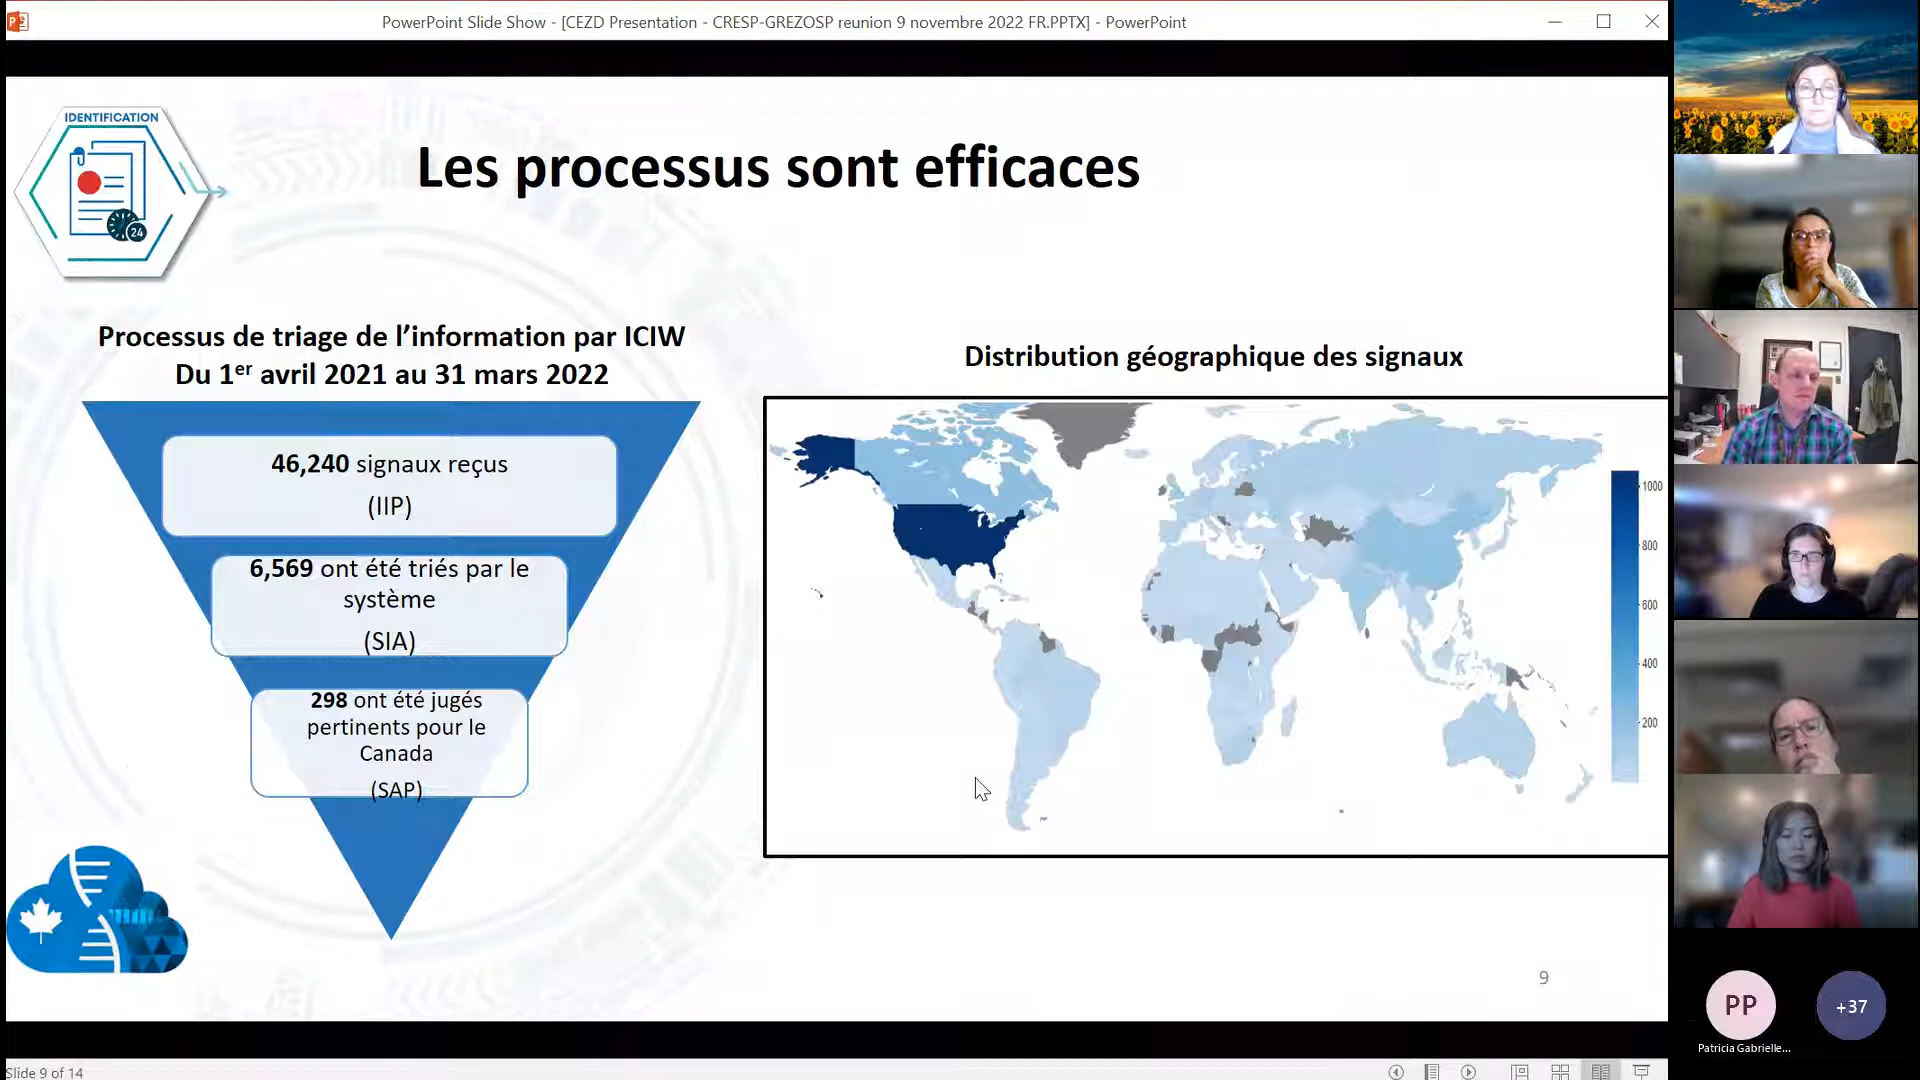 PowerPoint Slide Show - [CEZD Presentation - CRESP-GREZOSP reunion 9 novembre 2022 FR.PPTX] - PowerPoint
IDENTIFICATION
24
Les processus sont efficaces
Processus de triage de l’information par ICIW
Du 1er avril 2021 au 31 mars 2022
46,240 signaux reçus
(IIP)
6,569 ont été triés par le
système
(SIA)
298 ont été jugés
pertinents pour le
Canada
(SAP)
Distribution géographique des signaux
1000
800
600
400
200
9
PP
+37
Patricia Gabrielle...
Slide 9 of 14